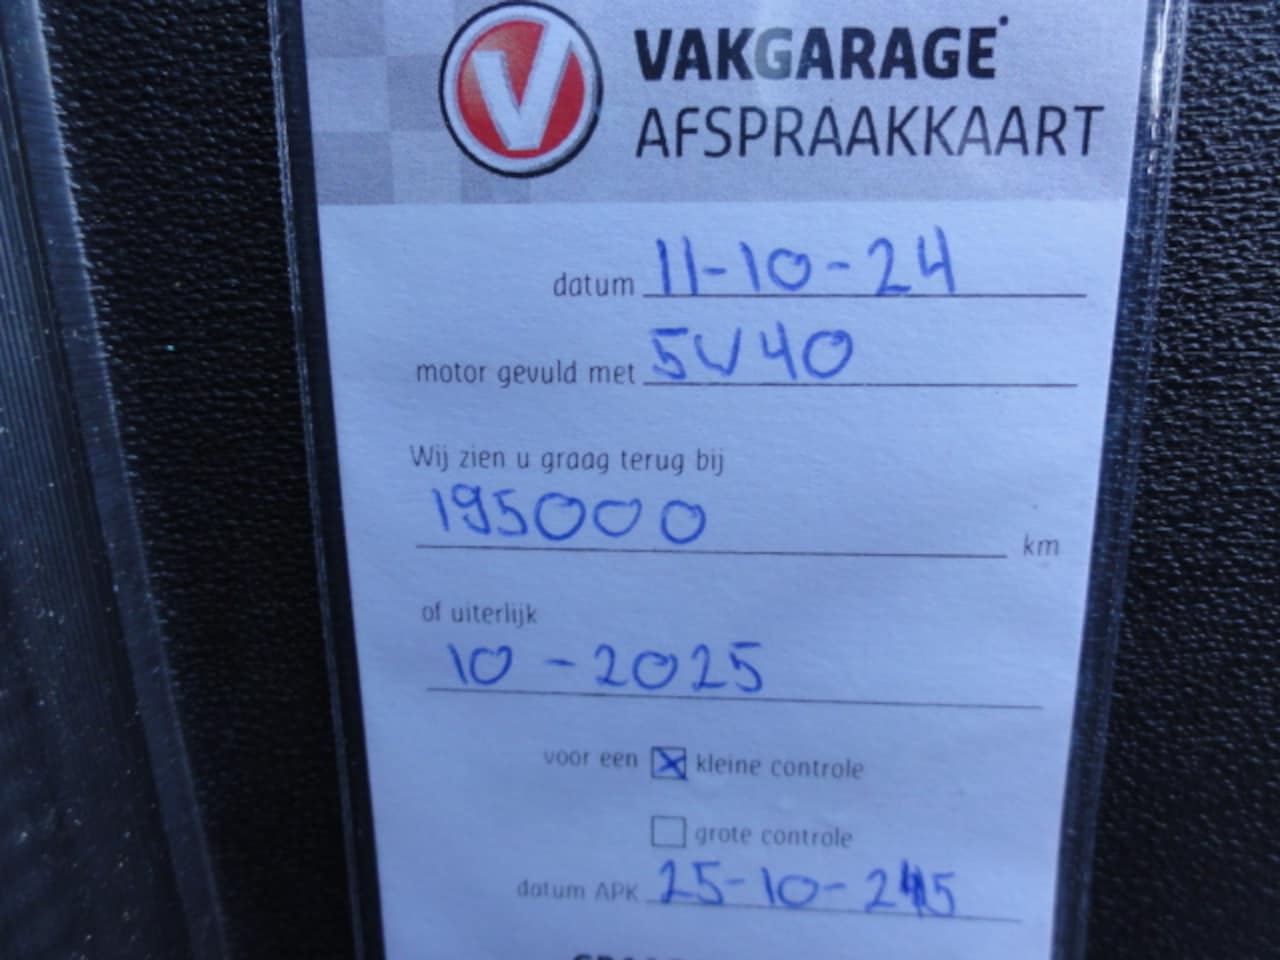 VAKGARAGE
AFSPRAAKKAART
datum 11-10-24
motor gevuld met 5W40
Wij zien u graag terug bij
195000 km
of uiterlijk
10-2025
voor een kleine controle
grote controle
datum APK 25-10-25